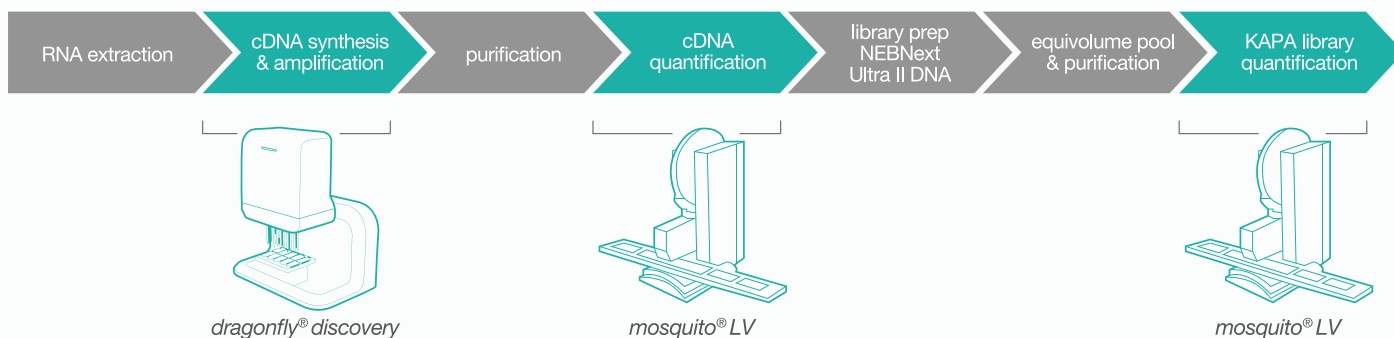 RNA extraction
cDNA synthesis
& amplification
purification
cDNA
quantification
library prep
NEBNext
Ultra II DNA
equivolume pool
& purification
KAPA library
quantification
dragonfly® discovery
mosquito® LV
mosquito® LV